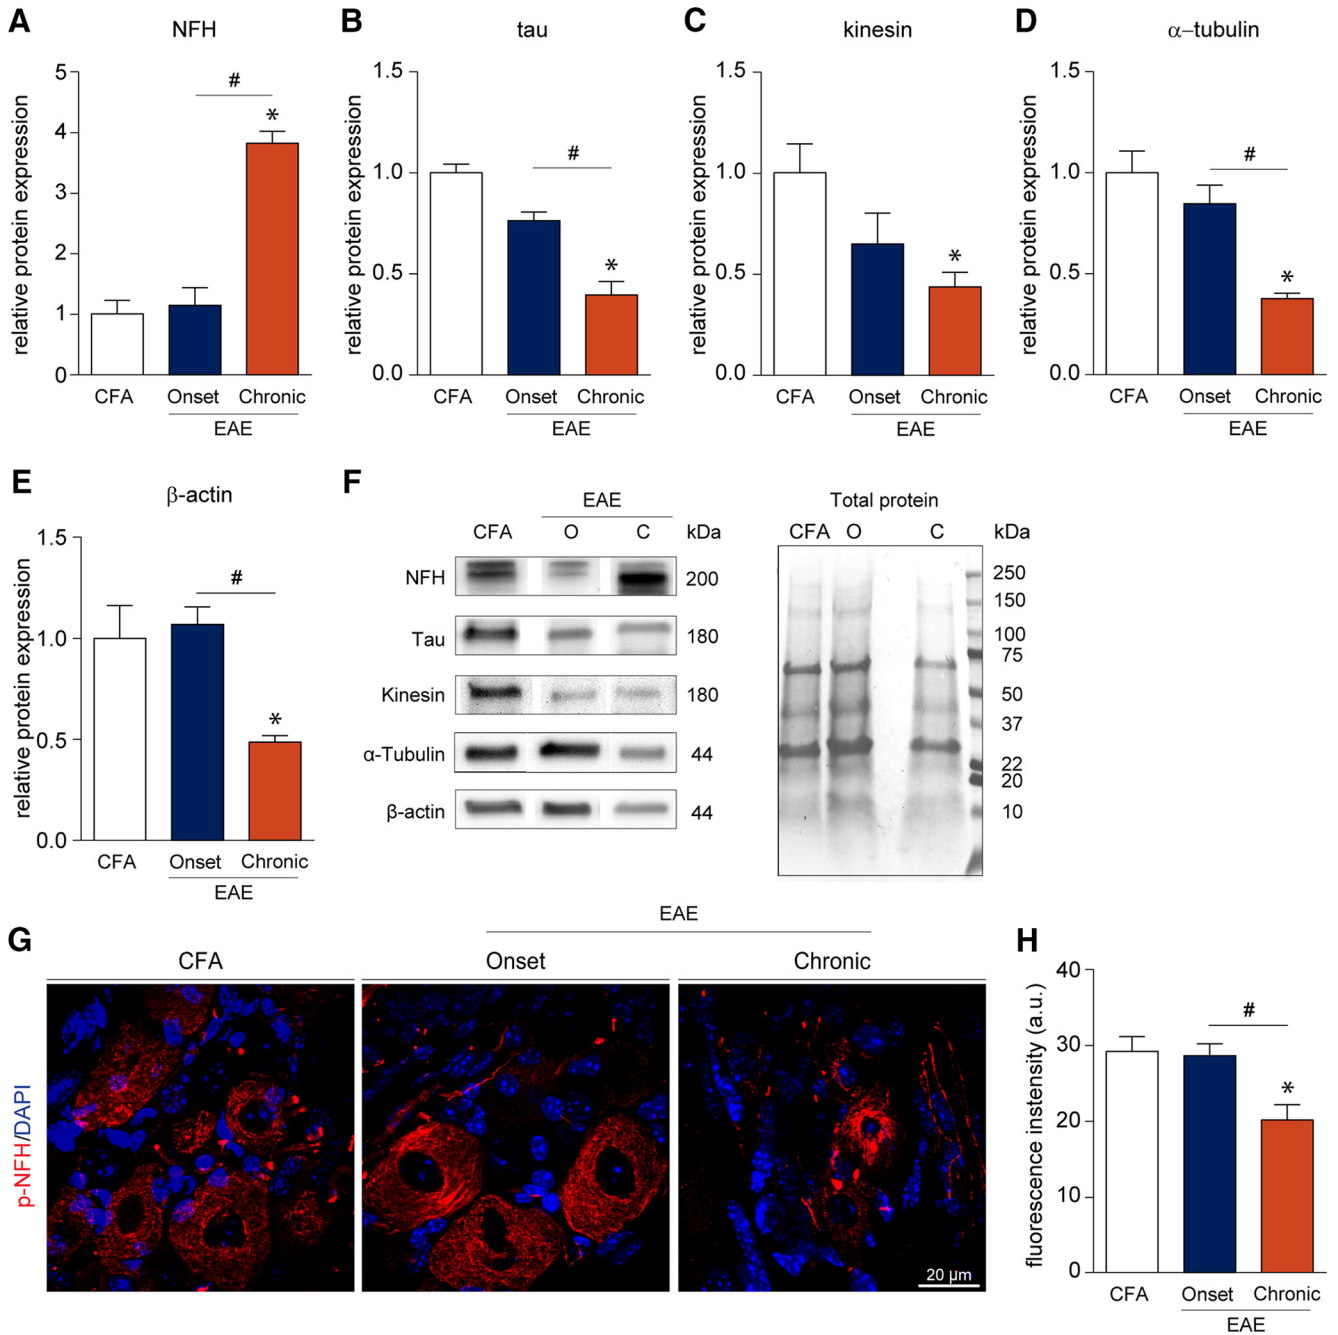 A
NFH
5
4
3
2
1
0
relative protein expression
#
*
CFA
Onset
Chronic
EAE
B
tau
1.5
1.0
0.5
0.0
relative protein expression
#
*
CFA
Onset
Chronic
EAE
C
kinesin
1.5
1.0
0.5
0.0
relative protein expression
*
CFA
Onset
Chronic
EAE
D
α−tubulin
1.5
1.0
0.5
0.0
relative protein expression
#
*
CFA
Onset
Chronic
EAE
E
β-actin
1.5
1.0
0.5
0.0
relative protein expression
#
*
CFA
Onset
Chronic
EAE
F
EAE
CFA O C kDa
NFH 200
Tau 180
Kinesin 180
α-Tubulin 44
β-actin 44
Total protein
CFA O C kDa
250
150
100
75
50
37
22
20
10
G
EAE
CFA
Onset
Chronic
p-NFH/DAPI
20 µm
H
40
30
20
10
0
fluorescence instensity (a.u.)
#
*
CFA
Onset
Chronic
EAE